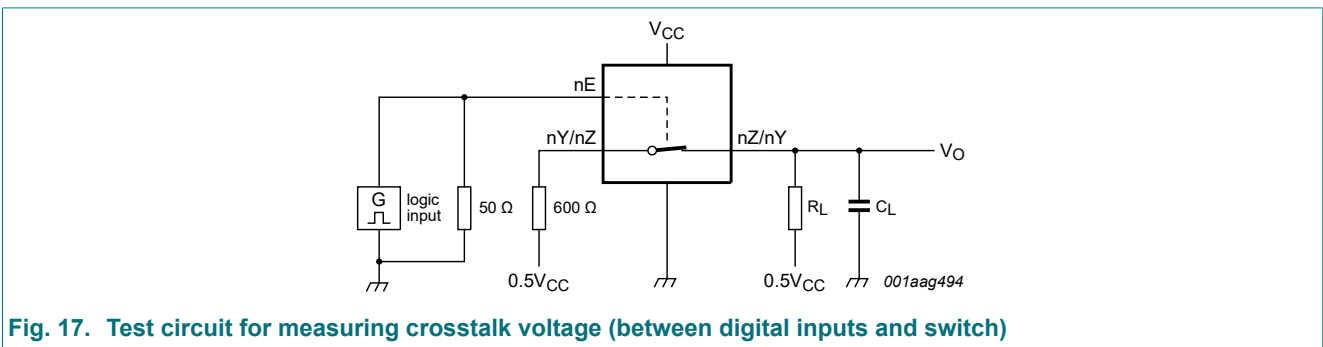 VCC
nE
nY/nZ
nZ/nY
VO
G
logic
input
50 Ω
600 Ω
RL
CL
0.5VCC
0.5VCC
001aag494
Fig. 17. Test circuit for measuring crosstalk voltage (between digital inputs and switch)